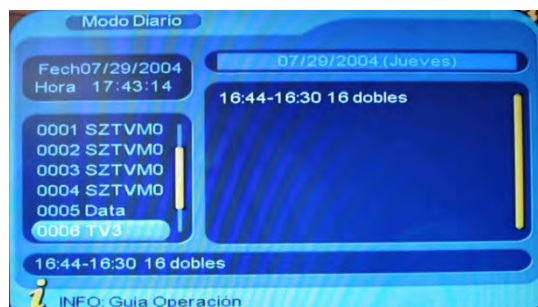 Modo Diario
Fech07/29/2004
Hora 17:43:14
07/29/2004 (Jueves)
16:44-16:30 16 dobles
0001 SZTVM0
0002 SZTVM0
0003 SZTVM0
0004 SZTVM0
0005 Data
0006 TV3
16:44-16:30 16 dobles
i INFO: Guia Operación